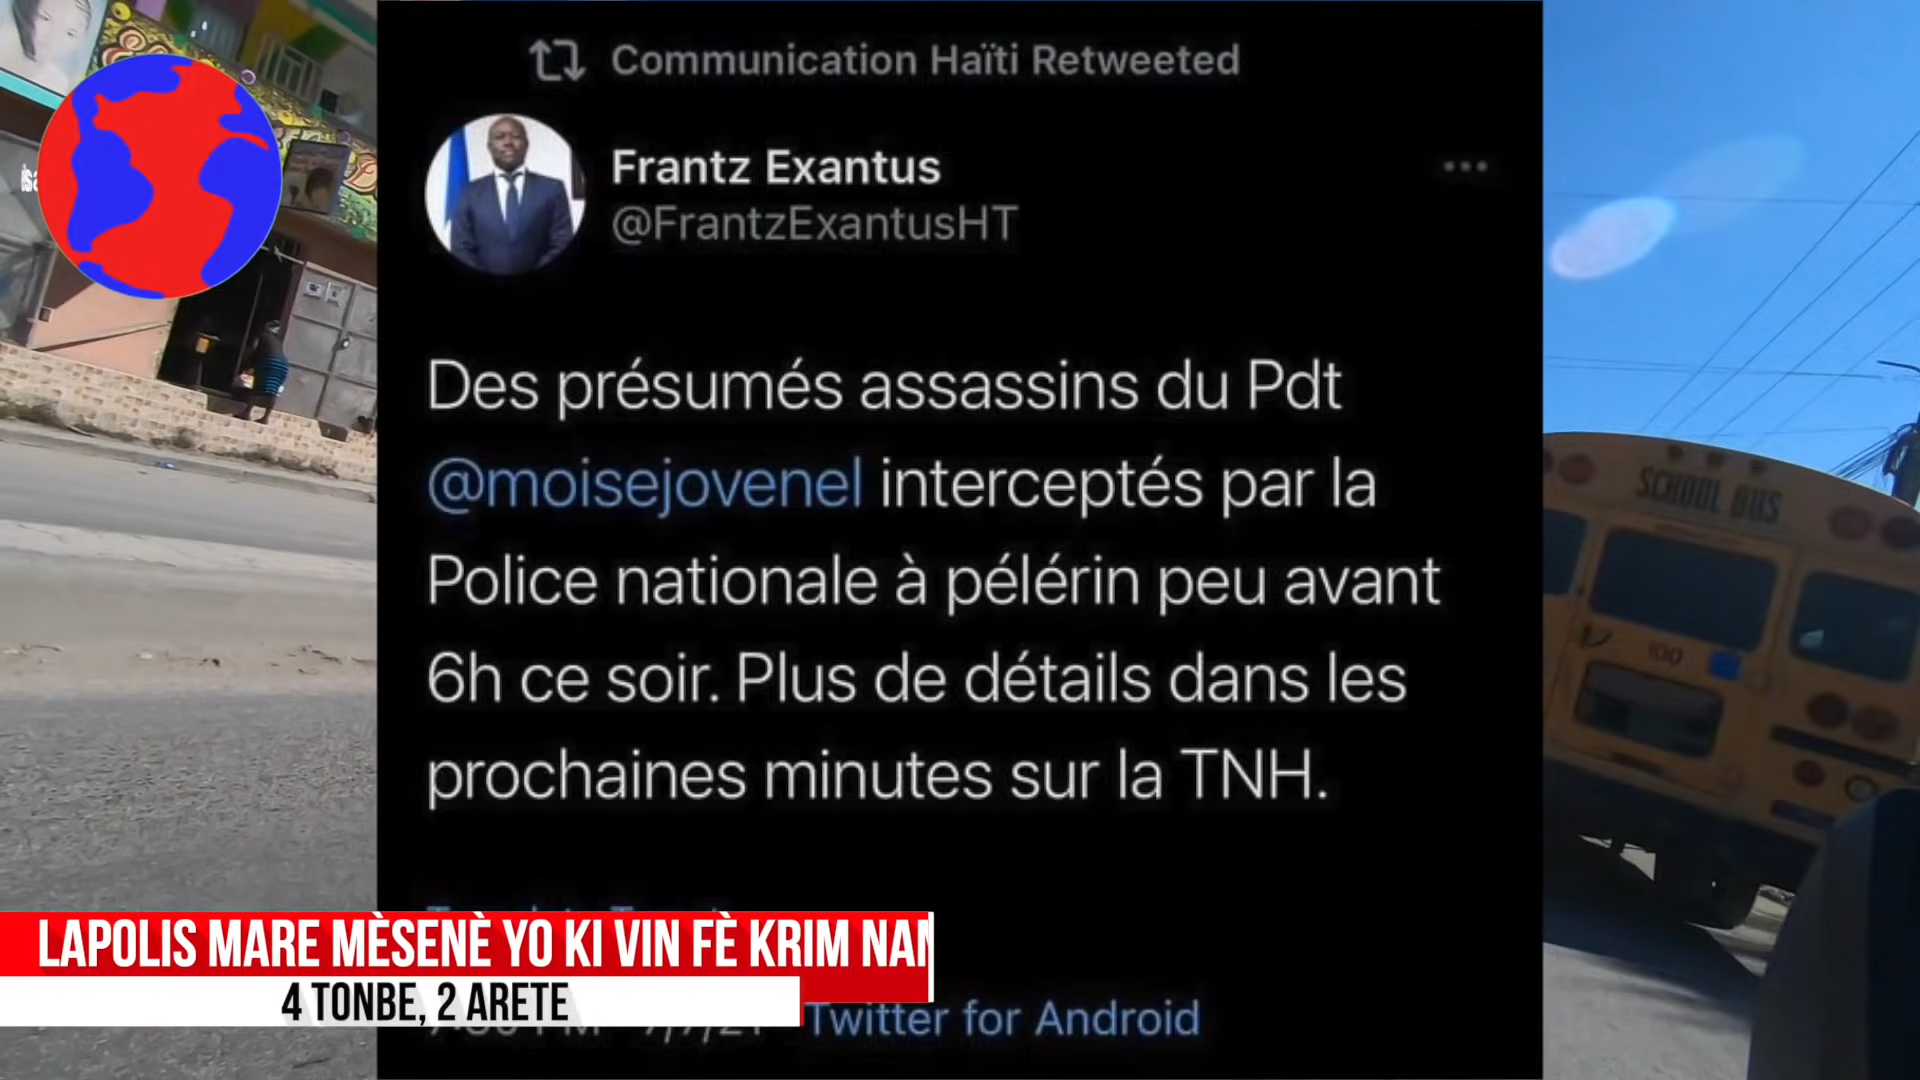 Communication Haïti Retweeted
Frantz Exantus
@FrantzExantusHT
Des présumés assassins du Pdt
@moisejovenel interceptés par la
Police nationale à pélérin peu avant
6h ce soir. Plus de détails dans les
prochaines minutes sur la TNH.
Twitter for Android
LAPOLIS MARE MÈSENÈ YO KI VIN FÈ KRIM
4 TONBE, 2 ARETE
SCHOOL BUS
100